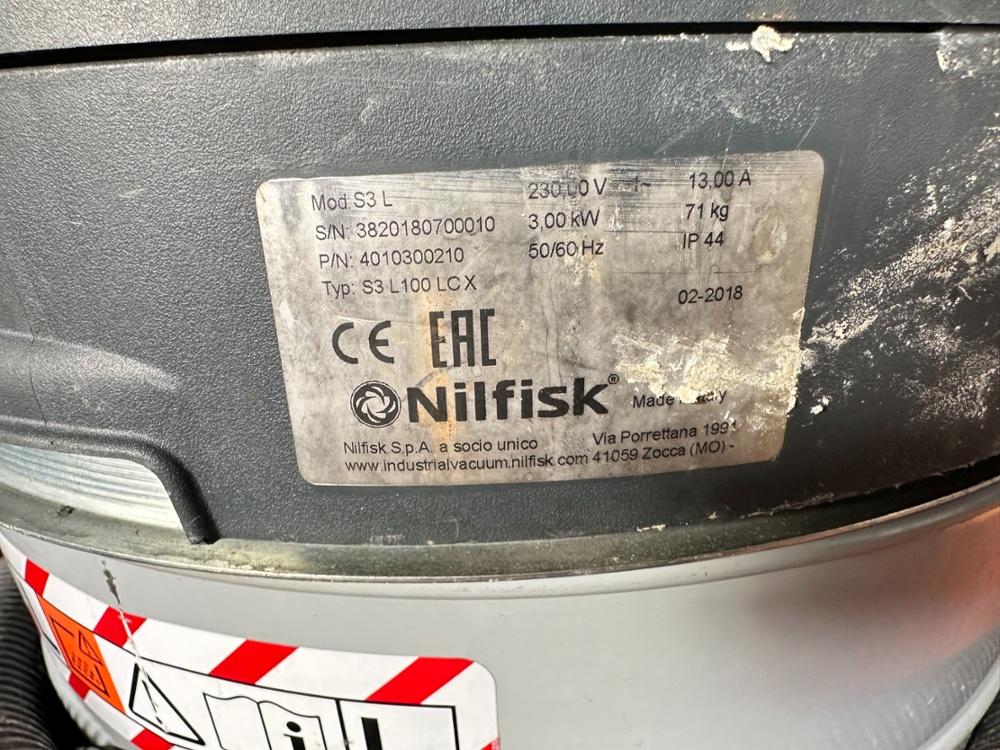 Mod S3 L 230,00 V 1~ 13,00 A
S/N: 3820180700010 3,00 kW 71 kg
P/N: 4010300210 50/60 Hz IP 44
Typ: S3 L100 LC X 02-2018
CE EAC
Nilfisk® Made
Nilfisk S.p.A. a socio unico Via Porrettana 1991
www.industrialvacuum.nilfisk.com 41059 Zocca (MO) -
i L